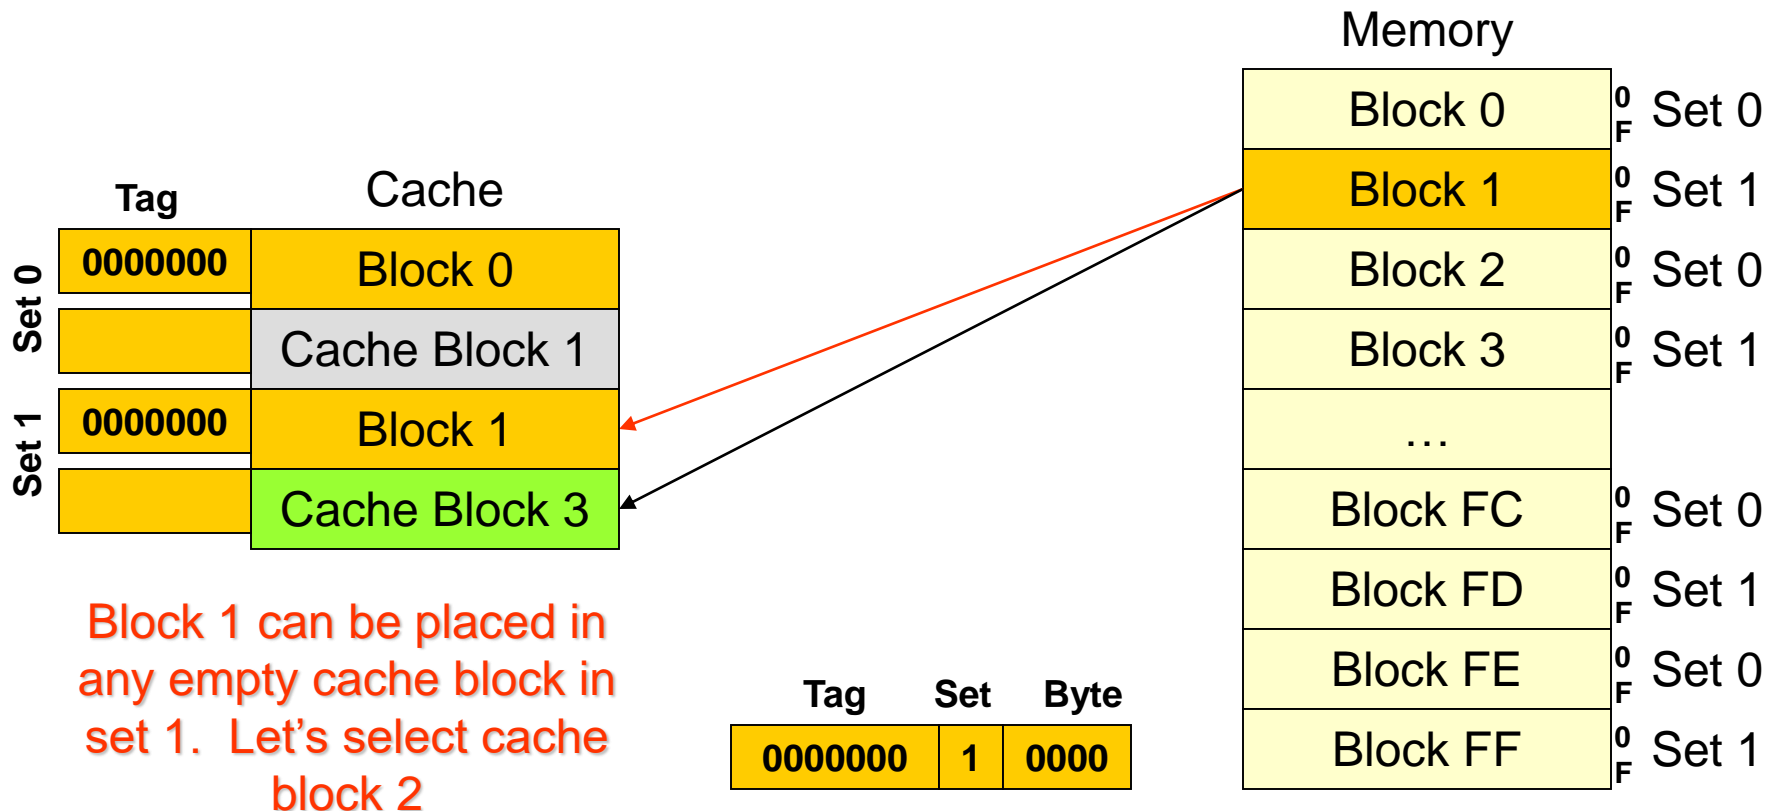 Memory
Block 0 0 F Set 0
Block 1 0 F Set 1
Block 2 0 F Set 0
Block 3 0 F Set 1
…
Block FC 0 F Set 0
Block FD 0 F Set 1
Block FE 0 F Set 0
Block FF 0 F Set 1
Tag Cache
Set 0
0000000 Block 0
Cache Block 1
Set 1
0000000 Block 1
Cache Block 3
Block 1 can be placed in
any empty cache block in
set 1. Let’s select cache
block 2
Tag Set Byte
0000000 1 0000